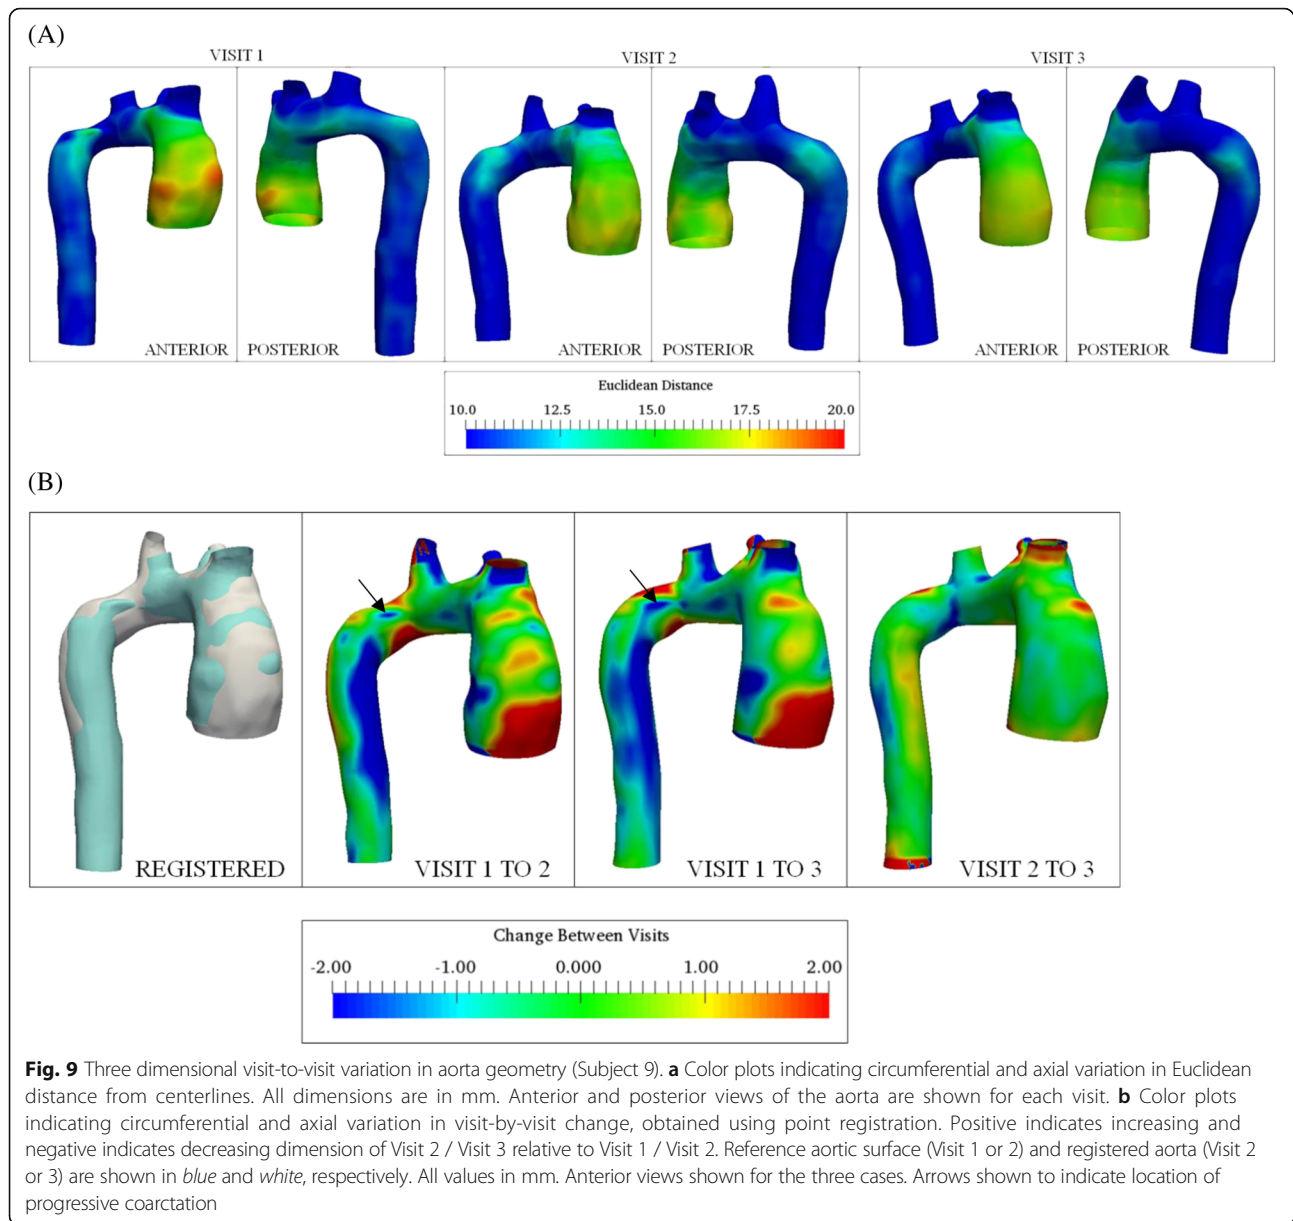 (A)
VISIT 1 VISIT 2 VISIT 3
ANTERIOR POSTERIOR ANTERIOR POSTERIOR ANTERIOR POSTERIOR
Euclidean Distance
10.0 12.5 15.0 17.5 20.0
(B)
REGISTERED VISIT 1 TO 2 VISIT 1 TO 3 VISIT 2 TO 3
Change Between Visits
-2.00 -1.00 0.000 1.00 2.00
Fig. 9 Three dimensional visit-to-visit variation in aorta geometry (Subject 9). a Color plots indicating circumferential and axial variation in Euclidean
distance from centerlines. All dimensions are in mm. Anterior and posterior views of the aorta are shown for each visit. b Color plots
indicating circumferential and axial variation in visit-by-visit change, obtained using point registration. Positive indicates increasing and
negative indicates decreasing dimension of Visit 2 / Visit 3 relative to Visit 1 / Visit 2. Reference aortic surface (Visit 1 or 2) and registered aorta (Visit 2
or 3) are shown in blue and white, respectively. All values in mm. Anterior views shown for the three cases. Arrows shown to indicate location of
progressive coarctation